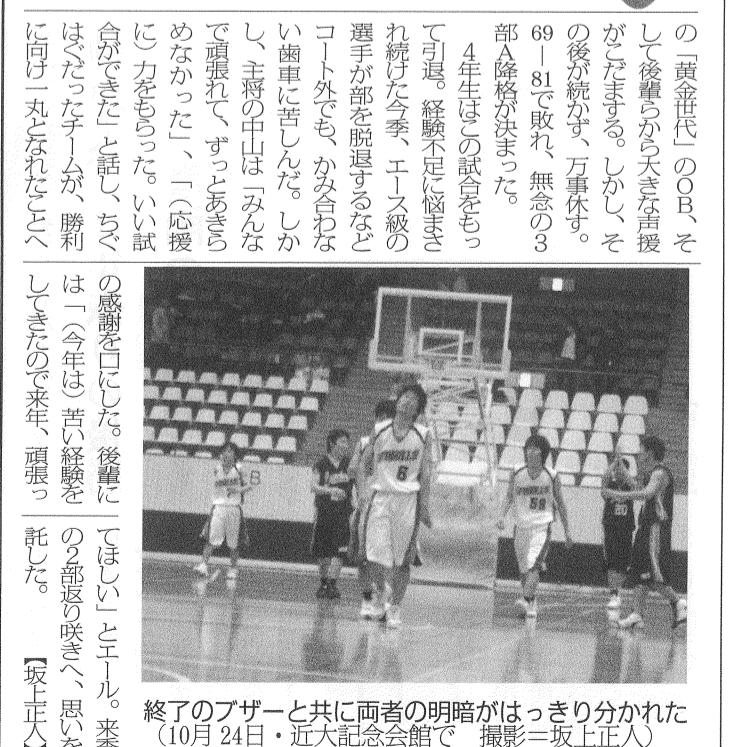 の「黄金世代」のOB、そ
して後輩らから大きな声援
がこだまする。しかし、そ
の後が続かず、万事休す。
69―81で敗れ、無念の3
部A降格が決まった。
4年生はこの試合をもっ
て引退。経験不足に悩まさ
れ続けた今季、エース級の
選手が部を脱退するなど
コート外でも、かみ合わな
い歯車に苦しんだ。しか
し、主将の中山は「みんな
で頑張れて、ずっとあきら
めなかった」、「（応援
に）力をもらった。いい試
合ができた」と話し、ちぐ
はぐだったチームが、勝利
に向け一丸となれたことへ
の感謝を口にした。後輩に
は「（今年は）苦い経験を
してきたので来年、頑張っ
てほしい」とエール。来季
の2部返り咲きへ、思いを
託した。 【坂上正人】
6
59
B
20
終了のブザーと共に両者の明暗がはっきり分かれた
（10月24日・近大記念会館で 撮影＝坂上正人）